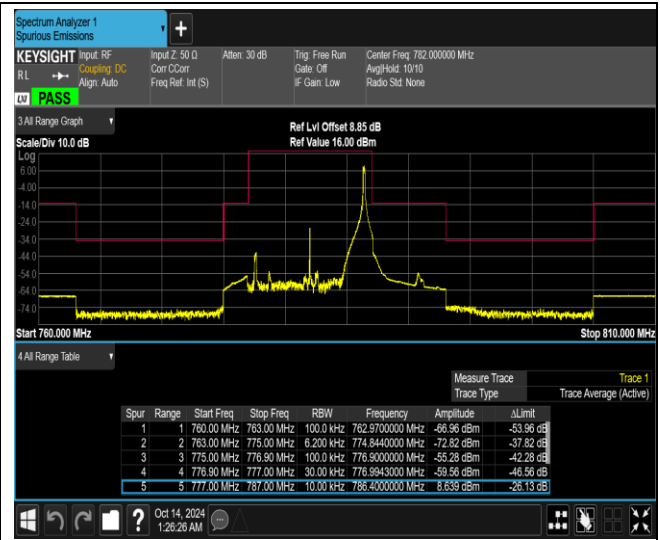 Spectrum Analyzer 1
Spurious Emissions
KEYSIGHT Input: RF Input Z: 50 Ω Atten: 30 dB Trig: Free Run Center Freq: 782.000000 MHz
RL Coupling: DC Corr CCorr Gate: Off Avg|Hold: 10/10
Align: Auto Freq Ref: Int (S) IF Gain: Low Radio Std: None
PASS
3 All Range Graph
Ref Lvl Offset 8.85 dB
Scale/Div 10.0 dB Ref Value 16.00 dBm
Log
6.00
-4.00
-14.0
-24.0
-34.0
-44.0
-54.0
-64.0
-74.0
Start 760.000 MHz Stop 810.000 MHz
4 All Range Table
Measure Trace Trace 1
Trace Type Trace Average (Active)
Spur Range Start Freq Stop Freq RBW Frequency Amplitude ΔLimit
1 1 760.00 MHz 763.00 MHz 100.0 kHz 762.9700000 MHz -66.96 dBm -53.96 dB
2 2 763.00 MHz 775.00 MHz 6.200 kHz 774.8440000 MHz -72.82 dBm -37.82 dB
3 3 775.00 MHz 776.90 MHz 100.0 kHz 776.9000000 MHz -55.28 dBm -42.28 dB
4 4 776.90 MHz 777.00 MHz 30.00 kHz 776.9943000 MHz -59.56 dBm -46.56 dB
5 5 777.00 MHz 787.00 MHz 10.00 kHz 786.4000000 MHz 8.639 dBm -26.13 dB
Oct 14, 2024
1:26:26 AM